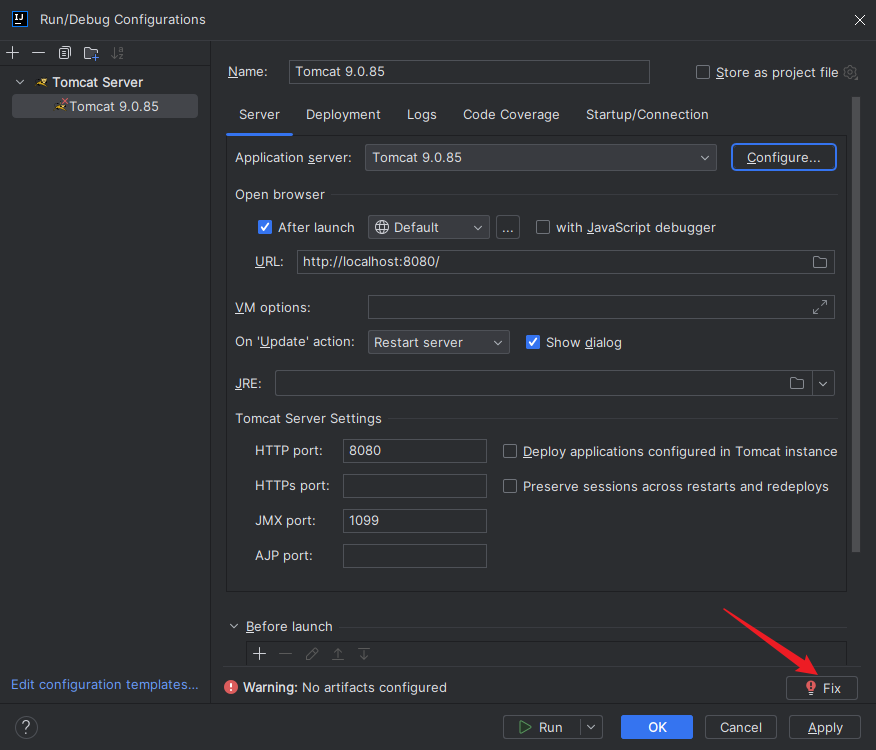 Run/Debug Configurations
Tomcat Server
Tomcat 9.0.85
Edit configuration templates...
Name: Tomcat 9.0.85 Store as project file
Server Deployment Logs Code Coverage Startup/Connection
Application server: Tomcat 9.0.85 Configure...
Open browser
After launch Default ... with JavaScript debugger
URL: http://localhost:8080/
VM options:
On 'Update' action: Restart server Show dialog
JRE:
Tomcat Server Settings
HTTP port: 8080 Deploy applications configured in Tomcat instance
HTTPs port: Preserve sessions across restarts and redeploys
JMX port: 1099
AJP port:
Before launch
Warning: No artifacts configured Fix
? Run OK Cancel Apply